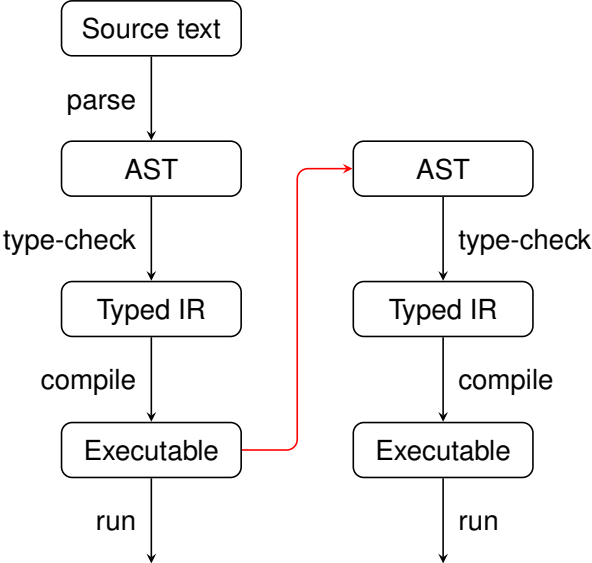 Source text
parse
AST
type-check
Typed IR
compile
Executable
run
AST
type-check
Typed IR
compile
Executable
run